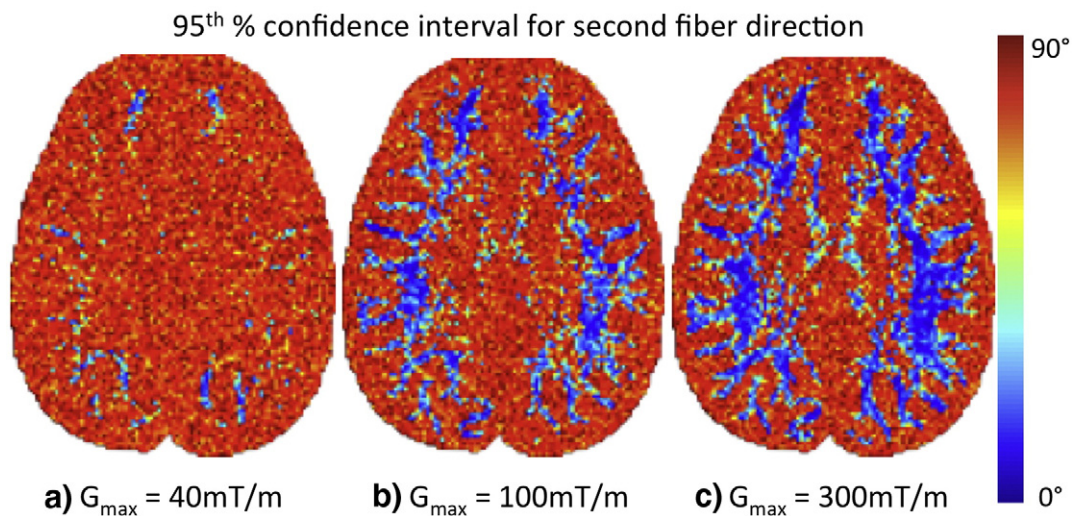 95th % confidence interval for second fiber direction
90°
a) Gmax = 40mT/m
b) Gmax = 100mT/m
c) Gmax = 300mT/m
0°